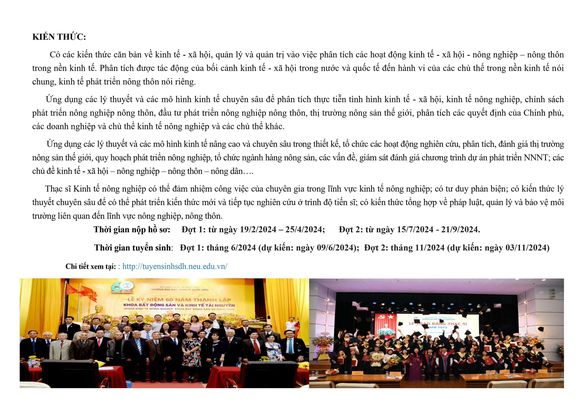 KIẾN THỨC:
Có các kiến thức căn bản về kinh tế - xã hội, quản lý và quản trị vào việc phân tích các hoạt động kinh tế - xã hội - nông nghiệp – nông thôn
trong nền kinh tế. Phân tích được tác động của bối cảnh kinh tế - xã hội trong nước và quốc tế đến hành vi của các chủ thể trong nền kinh tế nói
chung, kinh tế phát triển nông thôn nói riêng.
Ứng dụng các lý thuyết và các mô hình kinh tế chuyên sâu để phân tích thực tiễn tình hình kinh tế - xã hội, kinh tế nông nghiệp, chính sách
phát triển nông nghiệp nông thôn, đầu tư phát triển nông nghiệp nông thôn, thị trường nông sản thế giới, phân tích các quyết định của Chính phủ,
các doanh nghiệp và chủ thể kinh tế nông nghiệp và các chủ thể khác.
Ứng dụng các lý thuyết và các mô hình kinh tế nâng cao và chuyên sâu trong thiết kế, tổ chức các hoạt động nghiên cứu, phân tích, đánh giá thị trường
nông sản thế giới, quy hoạch phát triển nông nghiệp, tổ chức ngành hàng nông sản, các vấn đề, giám sát đánh giá chương trình dự án phát triển NNNT; các
chủ đề kinh tế - xã hội – nông nghiệp – nông thôn – nông dân….
Thạc sĩ Kinh tế nông nghiệp có thể đảm nhiệm công việc của chuyên gia trong lĩnh vực kinh tế nông nghiệp; có tư duy phản biện; có kiến thức lý
thuyết chuyên sâu để có thể phát triển kiến thức mới và tiếp tục nghiên cứu ở trình độ tiến sĩ; có kiến thức tổng hợp về pháp luật, quản lý và bảo vệ môi
trường liên quan đến lĩnh vực nông nghiệp, nông thôn.
Thời gian nộp hồ sơ: Đợt 1: từ ngày 19/2/2024 – 25/4/2024; Đợt 2: từ ngày 15/7/2024 - 21/9/2024.
Thời gian tuyển sinh: Đợt 1: tháng 6/2024 (dự kiến: ngày 09/6/2024); Đợt 2: tháng 11/2024 (dự kiến: ngày 03/11/2024)
Chi tiết xem tại: : http://tuyensinhsdh.neu.edu.vn/
LỄ KỶ NIỆM 60 NĂM THÀNH LẬP
KHOA BẤT ĐỘNG SẢN VÀ KINH TẾ TÀI NGUYÊN